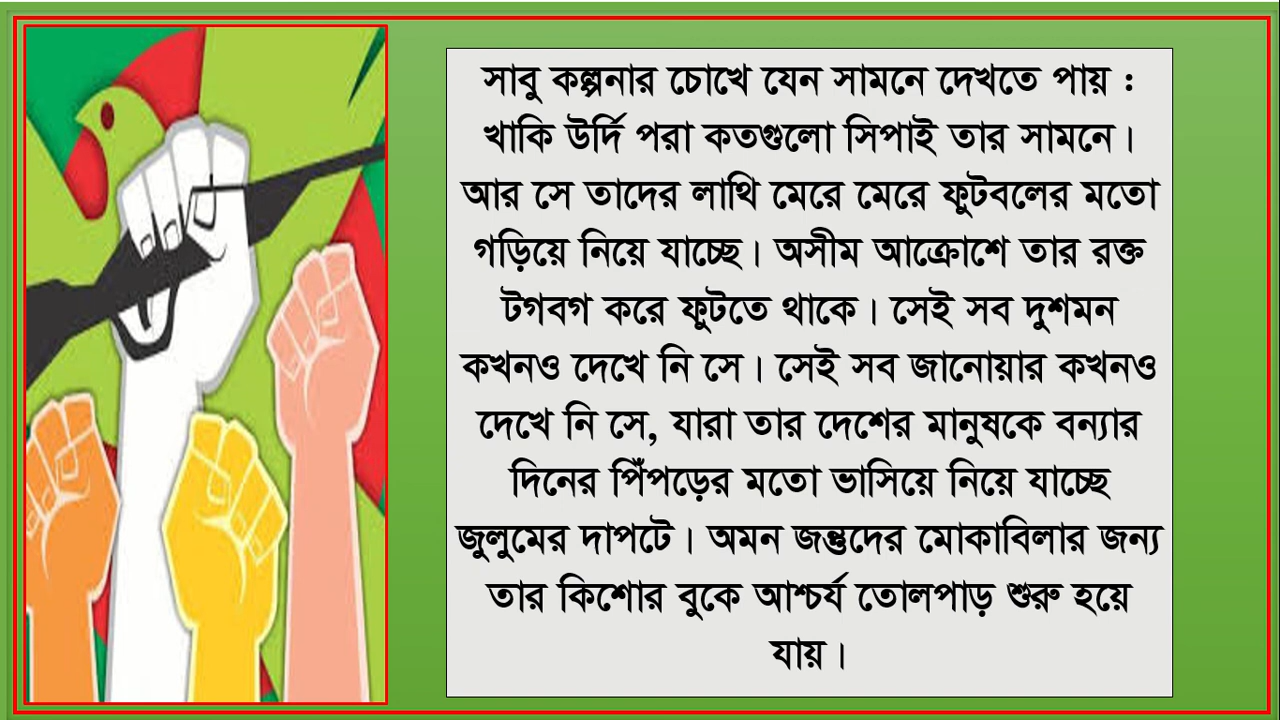 সাবু কল্পনার চোখে যেন সামনে দেখতে পায় :
খাকি উর্দি পরা কতগুলো সিপাই তার সামনে।
আর সে তাদের লাথি মেরে মেরে ফুটবলের মতো
গড়িয়ে নিয়ে যাচ্ছে। অসীম আক্রোশে তার রক্ত
টগবগ করে ফুটতে থাকে। সেই সব দুশমন
কখনও দেখে নি সে। সেই সব জানোয়ার কখনও
দেখে নি সে, যারা তার দেশের মানুষকে বন্যার
দিনের পিঁপড়ের মতো ভাসিয়ে নিয়ে যাচ্ছে
জুলুমের দাপটে। অমন জন্তুদের মোকাবিলার জন্য
তার কিশোর বুকে আশ্চর্য তোলপাড় শুরু হয়ে
যায়।